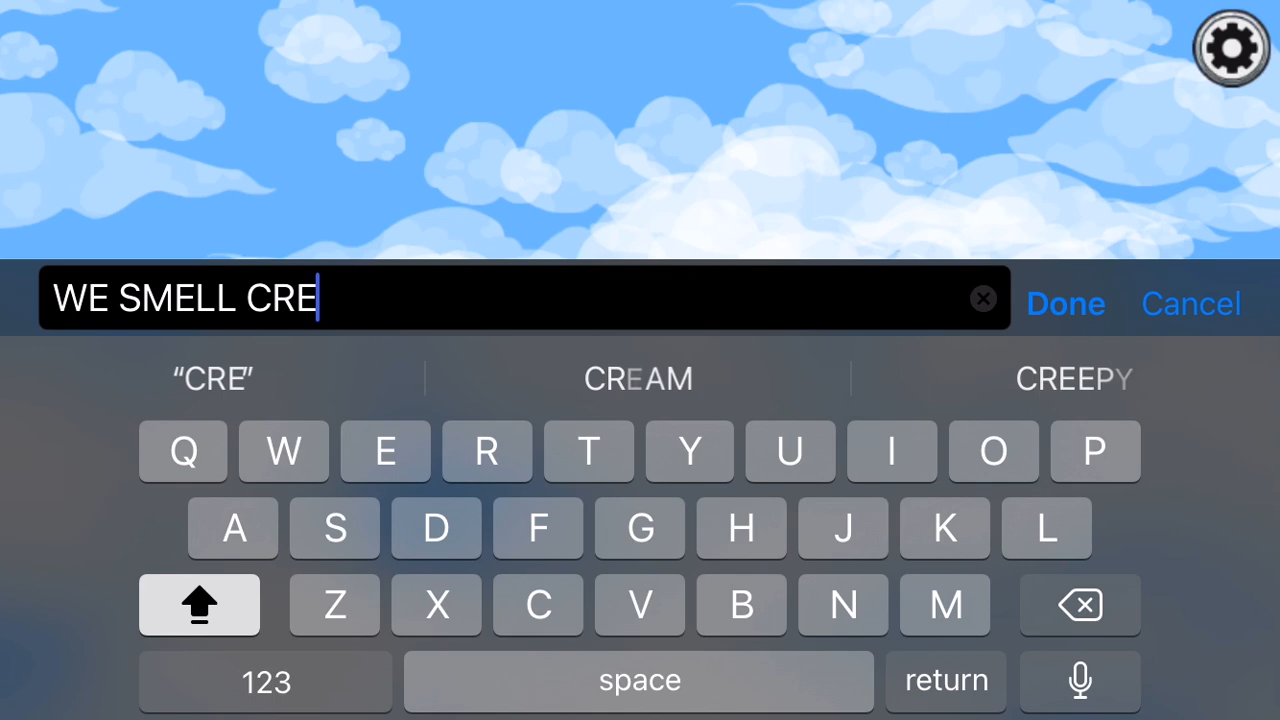 WE SMELL CRE
Done Cancel
“CRE” CREAM CREEPY
Q W E R T Y U I O P
A S D F G H J K L
Z X C V B N M
123 space return